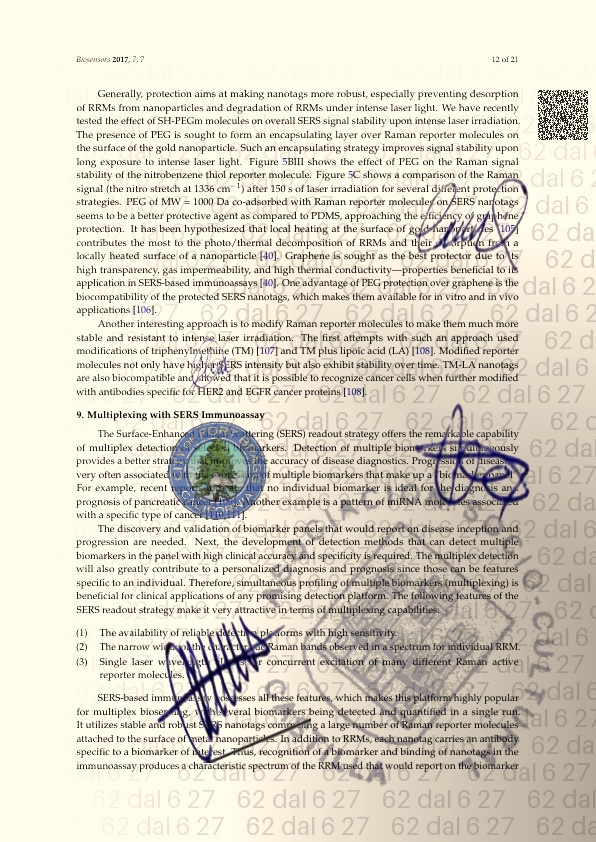 Biosensors 2017, 7, 7
12 of 21
Generally, protection aims at making nanotags more robust, especially preventing desorption
of RRMs from nanoparticles and degradation of RRMs under intense laser light. We have recently
tested the effect of SH-PEGm molecules on overall SERS signal stability upon intense laser irradiation.
The presence of PEG is sought to form an encapsulating layer over Raman reporter molecules on
the surface of the gold nanoparticle. Such an encapsulating strategy improves signal stability upon
long exposure to intense laser light. Figure 5BIII shows the effect of PEG on the Raman signal
stability of the nitrobenzene thiol reporter molecule. Figure 5C shows a comparison of the Raman
signal (the nitro stretch at 1336 cm−1) after 150 s of laser irradiation for several different protection
strategies. PEG of MW = 1000 Da co-adsorbed with Raman reporter molecules on SERS nanotags
seems to be a better protective agent as compared to PDMS, approaching the efficiency of graphene
protection. It has been hypothesized that local heating at the surface of gold nanoparticles [105]
contributes the most to the photo/thermal decomposition of RRMs and their desorption from a
locally heated surface of a nanoparticle [40]. Graphene is sought as the best protector due to its
high transparency, gas impermeability, and high thermal conductivity—properties beneficial to its
application in SERS-based immunoassays [40]. One advantage of PEG protection over graphene is the
biocompatibility of the protected SERS nanotags, which makes them available for in vitro and in vivo
applications [106].
Another interesting approach is to modify Raman reporter molecules to make them much more
stable and resistant to intense laser irradiation. The first attempts with such an approach used
modifications of triphenylmethine (TM) [107] and TM plus lipoic acid (LA) [108]. Modified reporter
molecules not only have higher SERS intensity but also exhibit stability over time. TM-LA nanotags
are also biocompatible and showed that it is possible to recognize cancer cells when further modified
with antibodies specific for HER2 and EGFR cancer proteins [108].
9. Multiplexing with SERS Immunoassay
The Surface-Enhanced Raman Scattering (SERS) readout strategy offers the remarkable capability
of multiplex detection of biomarkers. Detection of multiple biomarkers simultaneously
provides a better strategy that improves the accuracy of disease diagnostics. Progression of disease
very often associated of multiple biomarkers that make up a "biomarker panel".
For example, recent reports that no individual biomarker is ideal for the diagnosis and
prognosis of pancreatic Another example is a pattern of miRNA molecules associated
with a specific type of cancer [110,111].
The discovery and validation of biomarker panels that would report on disease inception and
progression are needed. Next, the development of detection methods that can detect multiple
biomarkers in the panel with high clinical accuracy and specificity is required. The multiplex detection
will also greatly contribute to a personalized diagnosis and prognosis since those can be features
specific to an individual. Therefore, simultaneous profiling of multiple biomarkers (multiplexing) is
beneficial for clinical applications of any promising detection platform. The following features of the
SERS readout strategy make it very attractive in terms of multiplexing capabilities:
(1) The availability of reliable detection platforms with high sensitivity.
(2) The narrow width of the characteristic Raman bands observed in a spectrum for individual RRM.
(3) Single laser wavelength allows for concurrent excitation of many different Raman active
reporter molecules.
SERS-based immunoassay possesses all these features, which makes this platform highly popular
for multiplex biosensing, with several biomarkers being detected and quantified in a single run.
It utilizes stable and robust SERS nanotags comprising a large number of Raman reporter molecules
attached to the surface of metal nanoparticles. In addition to RRMs, each nanotag carries an antibody
specific to a biomarker of interest. Thus, recognition of a biomarker and binding of nanotags in the
immunoassay produces a characteristic spectrum of the RRM used that would report on the biomarker
62 dal 6 27 62 dal 6 27 62 dal 6 27